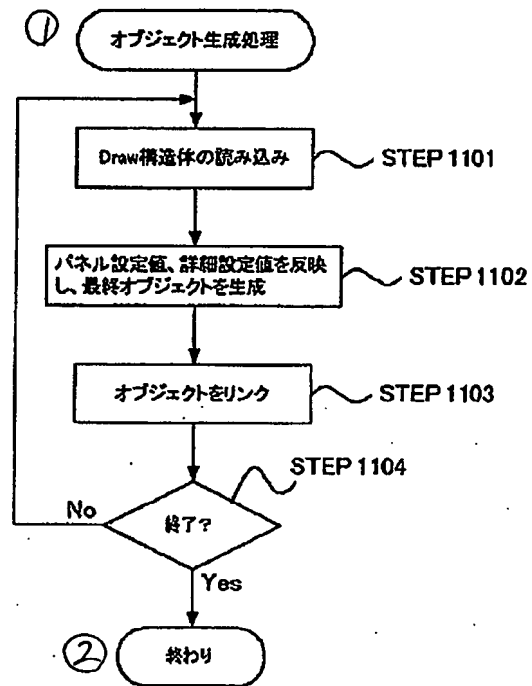 ① オブジェクト生成処理
Draw構造体の読み込み
STEP 1101
パネル設定値、詳細設定値を反映
し、最終オブジェクトを生成
STEP 1102
オブジェクトをリンク
STEP 1103
STEP 1104
No
終了?
Yes
② 終わり